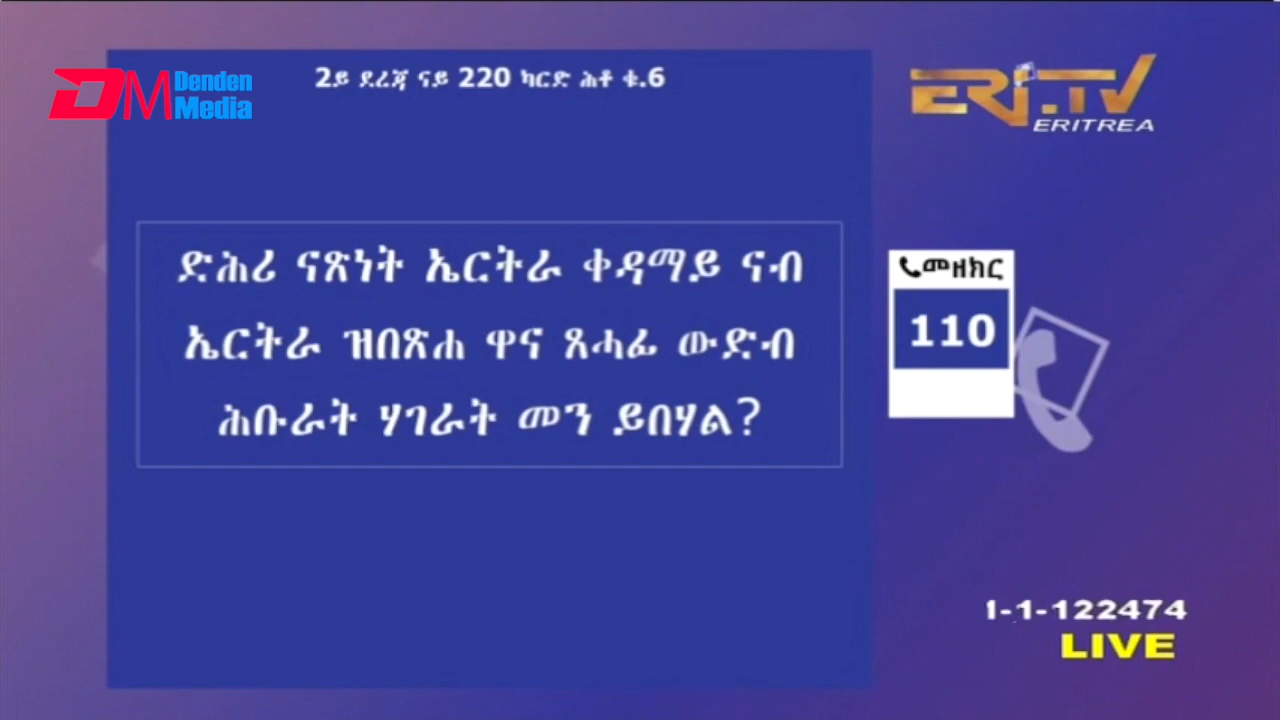 DM Denden Media
2ይ ደረጃ ናይ 220 ካርድ ሕቶ ቁ.6
ERi.TV
ERITREA
ድሕሪ ናጽነት ኤርትራ ቀዳማይ ናብ
ኤርትራ ዝበጽሐ ዋና ጸሓፊ ውድብ
ሕቡራት ሃገራት መን ይበሃል?
መዘክር
110
1-1-122474
LIVE